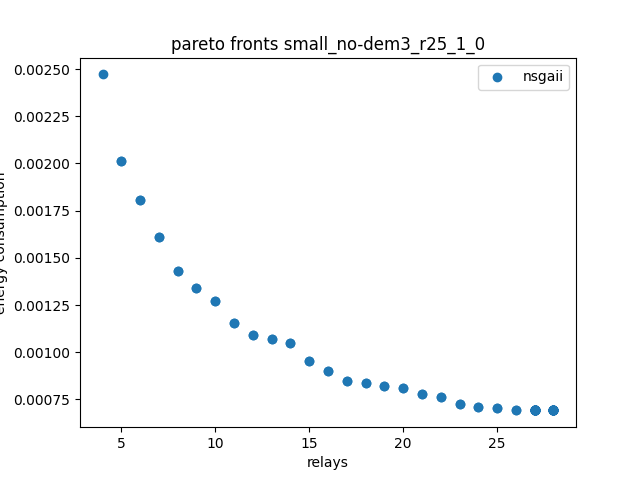 pareto fronts small_no-dem3_r25_1_0
nsgaii
0.00250
0.00225
0.00200
0.00175
0.00150
0.00125
0.00100
0.00075
energy consumption
5 10 15 20 25
relays